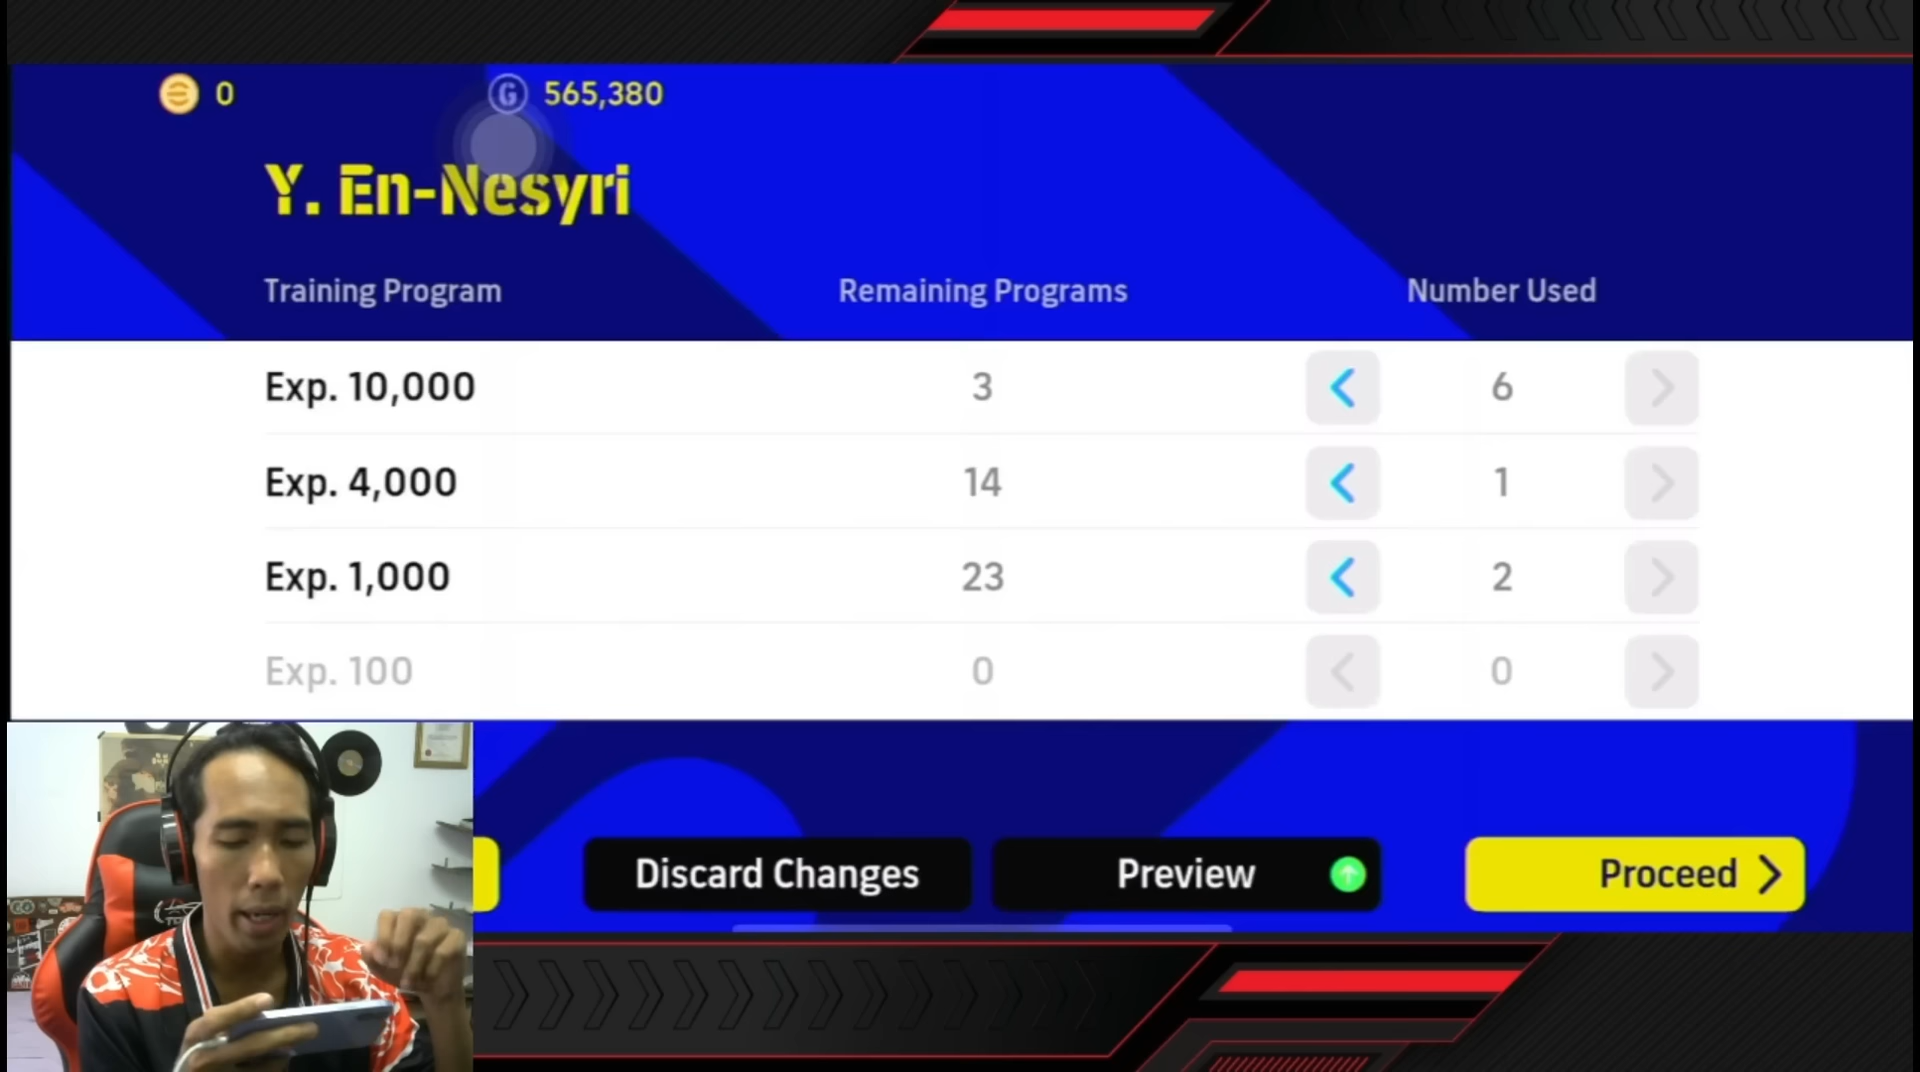 0
565,380
Y. En-Nesyri
Training Program Remaining Programs Number Used
Exp. 10,000 3 6
Exp. 4,000 14 1
Exp. 1,000 23 2
Exp. 100 0 0
Discard Changes Preview Proceed